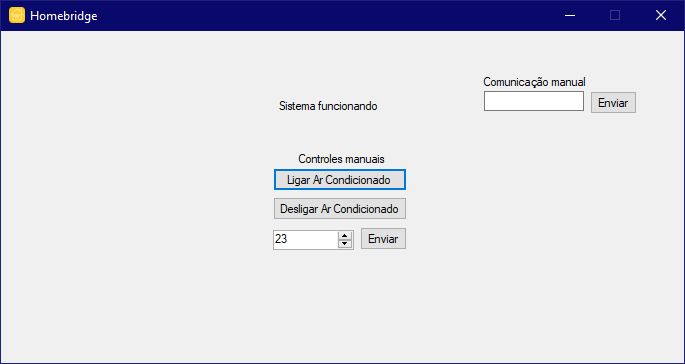 Homebridge
Comunicação manual
Enviar
Sistema funcionando
Controles manuais
Ligar Ar Condicionado
Desligar Ar Condicionado
23 Enviar